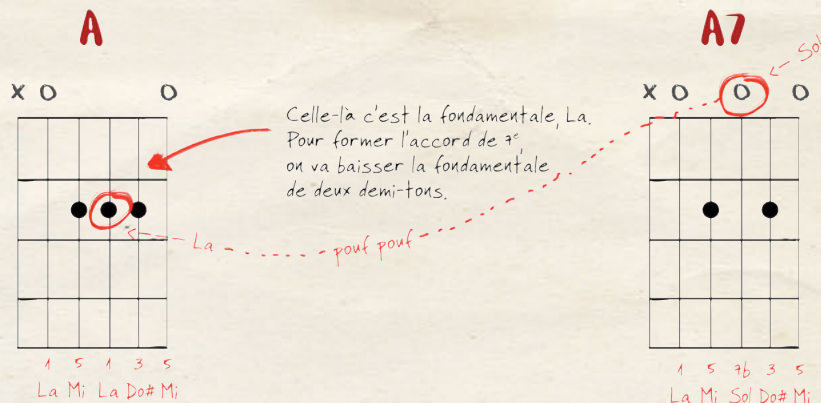 A
A7
Sol
X O O
X O O O
Celle-là c'est la fondamentale, La.
Pour former l'accord de 7e,
on va baisser la fondamentale
de deux demi-tons.
La
pouf pouf
1 5 1 3 5
La Mi La Do# Mi
1 5 7b 3 5
La Mi Sol Do# Mi